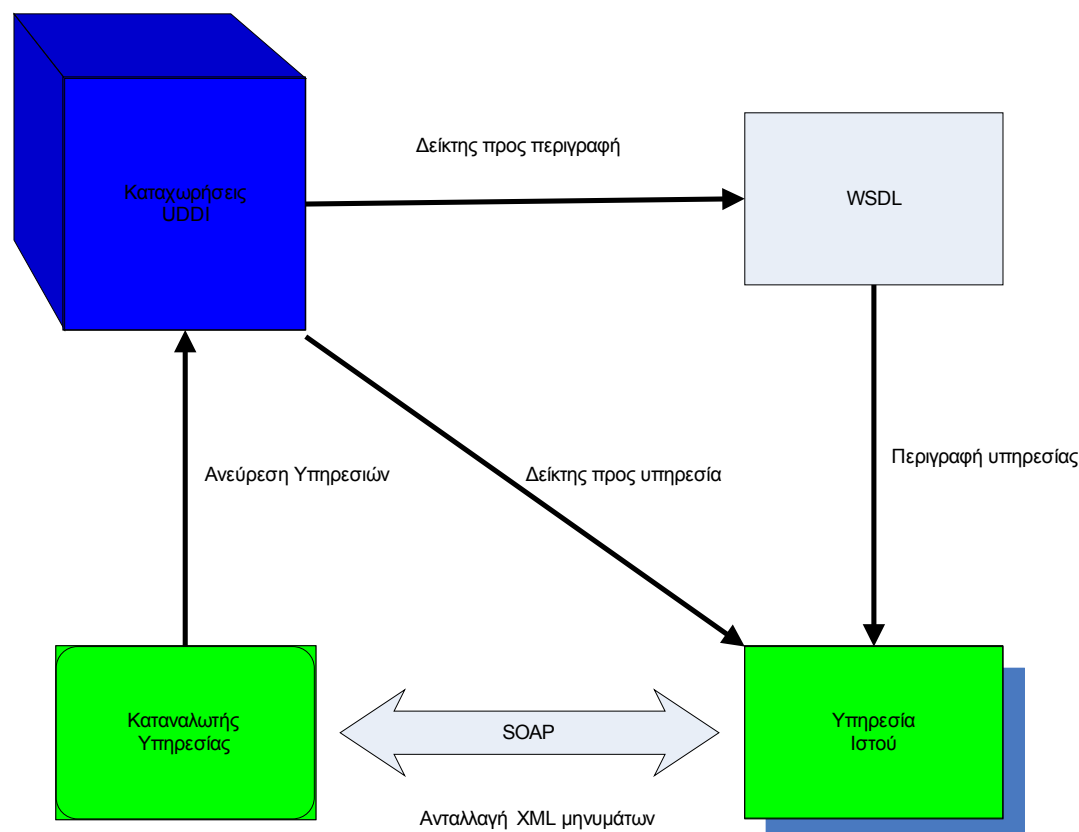 Δείκτης προς περιγραφή
Καταχωρήσεις
UDDI
WSDL
Ανεύρεση Υπηρεσιών
Δείκτης προς υπηρεσία
Περιγραφή υπηρεσίας
Καταναλωτής
Υπηρεσίας
SOAP
Υπηρεσία
Ιστού
Ανταλλαγή XML μηνυμάτων